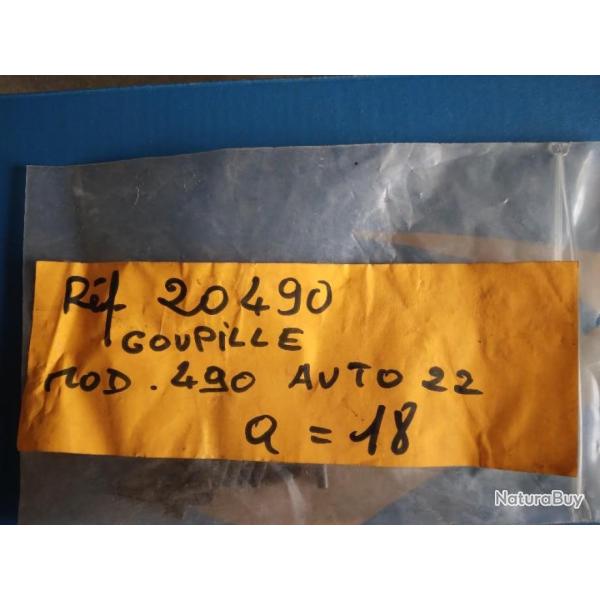 Réf 20490
GOUPILLE
MOD . 490 AUTO 22
Q = 18
NaturaBuy